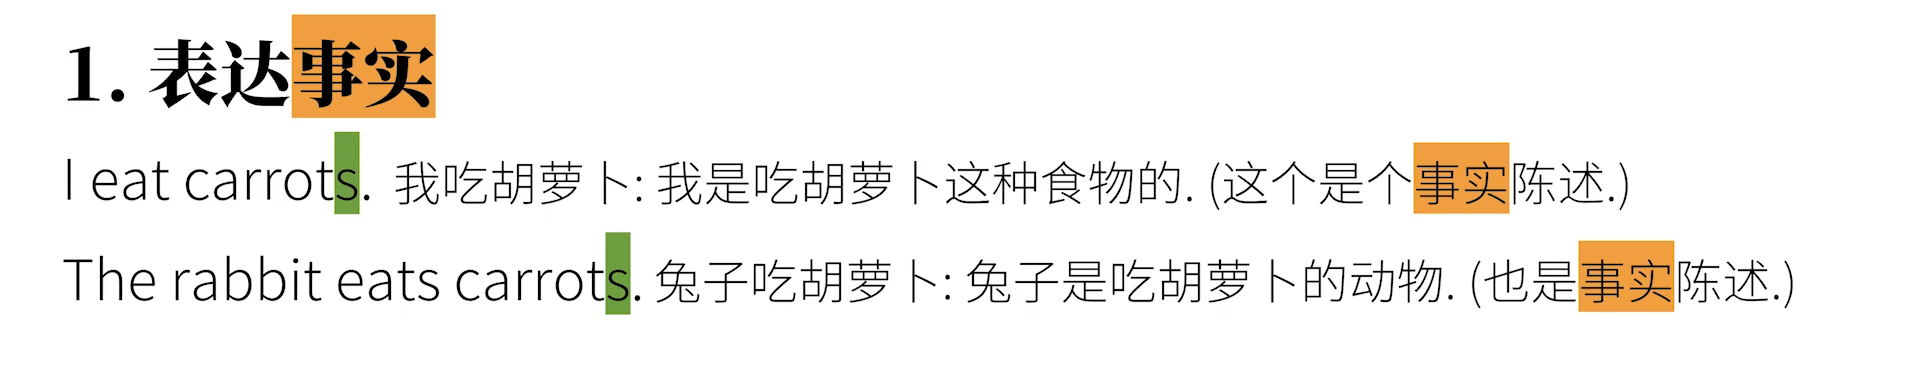 1. 表达事实
I eat carrots. 我吃胡萝卜: 我是吃胡萝卜这种食物的. (这个是个事实陈述.)
The rabbit eats carrots. 兔子吃胡萝卜: 兔子是吃胡萝卜的动物. (也是事实陈述.)